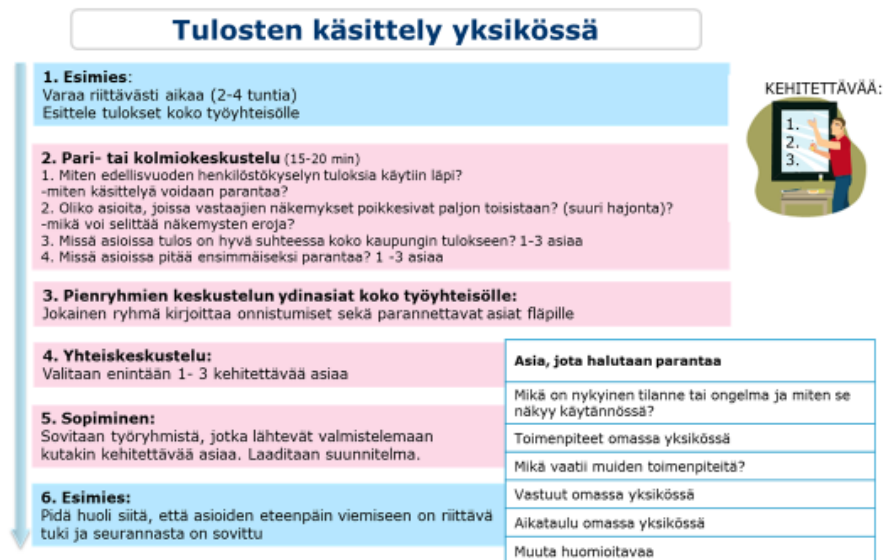 Tulosten käsittely yksikössä
1. Esimies:
Varaa riittävästi aikaa (2-4 tuntia)
Esittele tulokset koko työyhteisölle
KEHITETTÄVÄÄ:
1.
2.
3.
2. Pari- tai kolmiokeskustelu (15-20 min)
1. Miten edellisvuoden henkilöstökyselyn tuloksia käytiin läpi?
-miten käsittelyä voidaan parantaa?
2. Oliko asioita, joissa vastaajien näkemykset poikkesivat paljon toisistaan? (suuri hajonta)?
-mikä voi selittää näkemysten eroja?
3. Missä asioissa tulos on hyvä suhteessa koko kaupungin tulokseen? 1-3 asiaa
4. Missä asioissa pitää ensimmäiseksi parantaa? 1 -3 asiaa
3. Pienryhmien keskustelun ydinasiat koko työyhteisölle:
Jokainen ryhmä kirjoittaa onnistumiset sekä parannettavat asiat fläpille
4. Yhteiskeskustelu:
Valitaan enintään 1- 3 kehitettävää asiaa
5. Sopiminen:
Sovitaan työryhmistä, jotka lähtevät valmistelemaan
kutakin kehitettävää asiaa. Laaditaan suunnitelma.
6. Esimies:
Pidä huoli siitä, että asioiden eteenpäin viemiseen on riittävä
tuki ja seurannasta on sovittu
Asia, jota halutaan parantaa
Mikä on nykyinen tilanne tai ongelma ja miten se
näkyy käytännössä?
Toimenpiteet omassa yksikössä
Mikä vaatii muiden toimenpiteitä?
Vastuut omassa yksikössä
Aikataulu omassa yksikössä
Muuta huomioitavaa